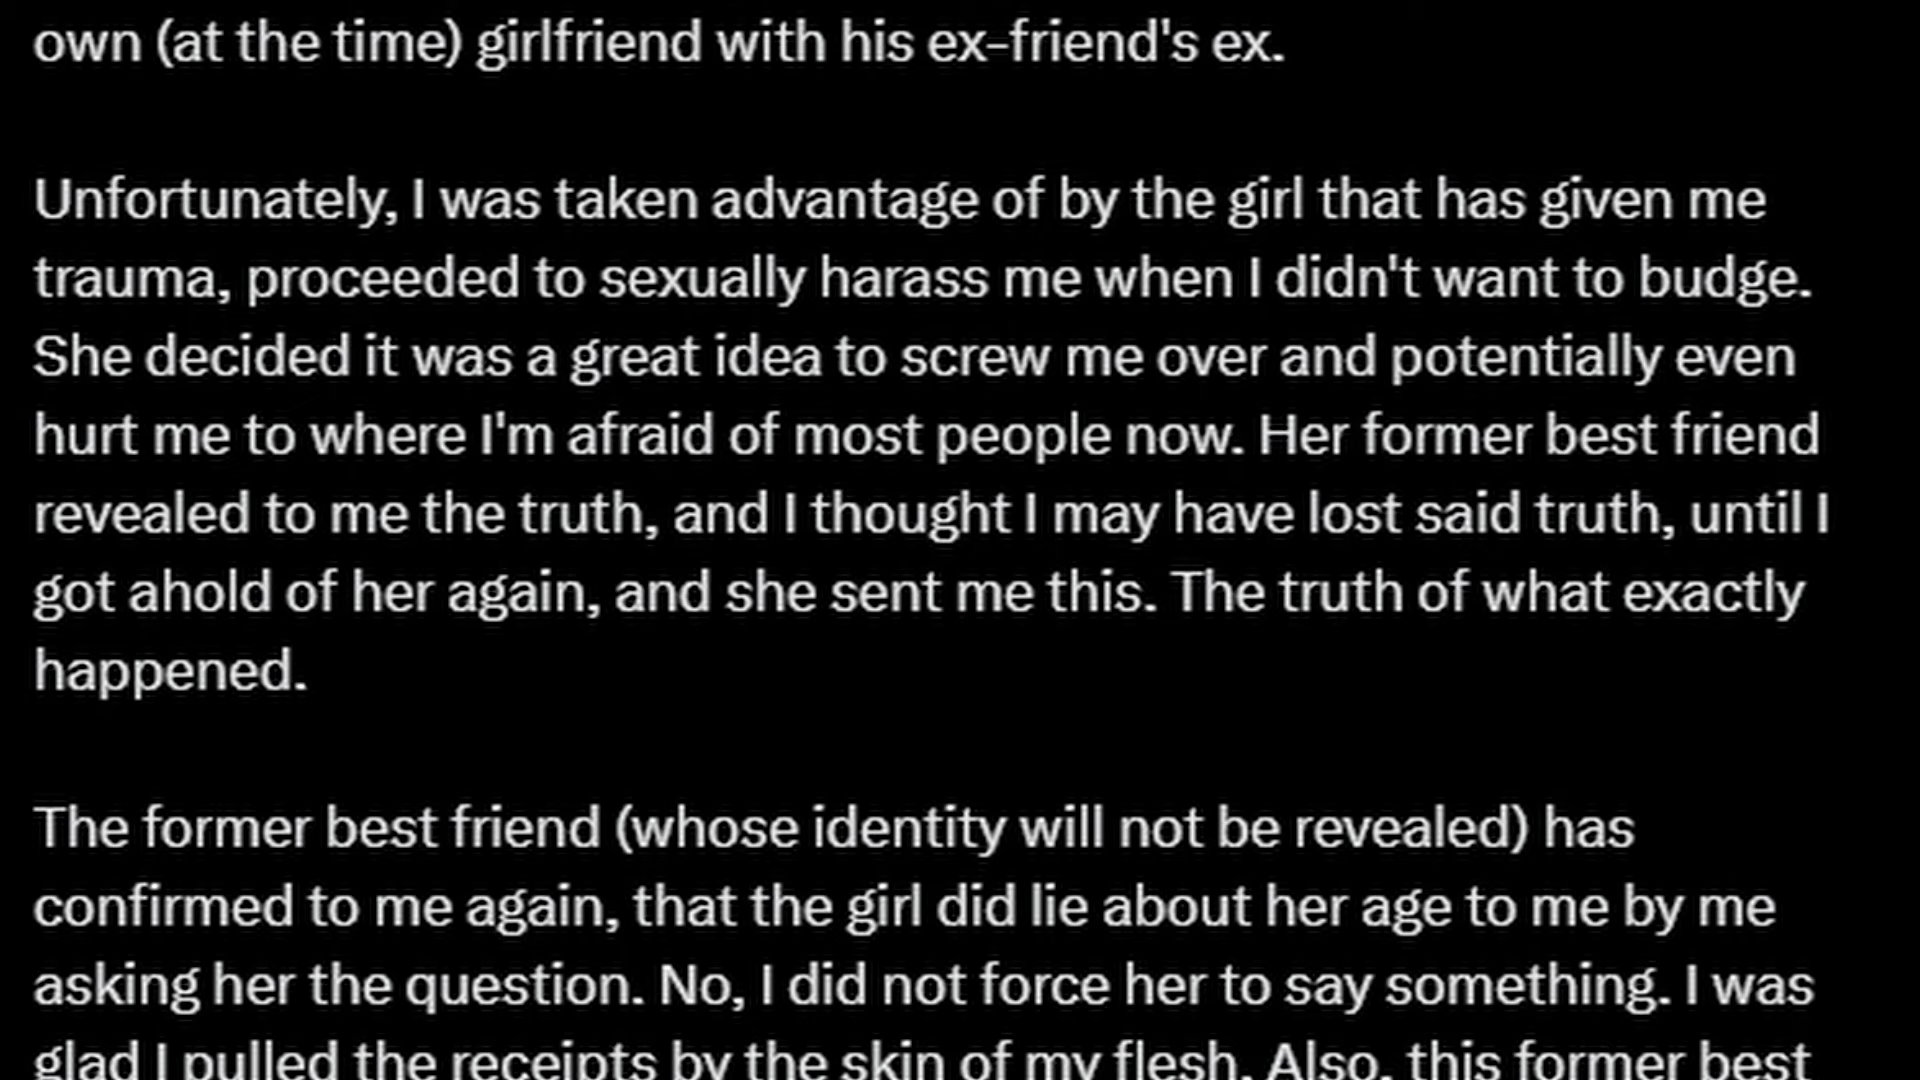 own (at the time) girlfriend with his ex-friend's ex.
Unfortunately, I was taken advantage of by the girl that has given me
trauma, proceeded to sexually harass me when I didn't want to budge.
She decided it was a great idea to screw me over and potentially even
hurt me to where I'm afraid of most people now. Her former best friend
revealed to me the truth, and I thought I may have lost said truth, until I
got ahold of her again, and she sent me this. The truth of what exactly
happened.
The former best friend (whose identity will not be revealed) has
confirmed to me again, that the girl did lie about her age to me by me
asking her the question. No, I did not force her to say something. I was
glad I pulled the receipts by the skin of my flesh. Also, this former best